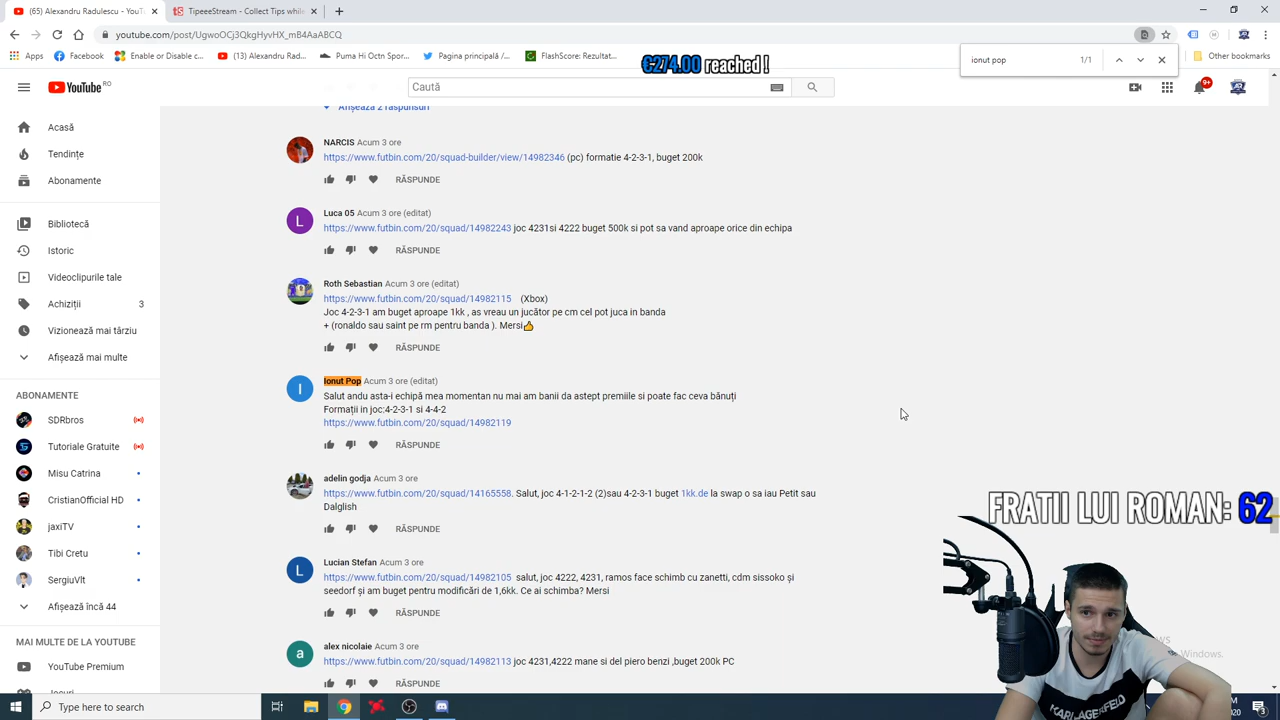 (65) Alexandru Radulescu - YouT
TipeeeStream - Collect Tips while
youtube.com/post/UgwoOCj3QkgHyvHX_mB4AaABCQ
Apps
Facebook
Enable or Disable c...
(13) Alexandru Rad...
Puma Hi Octn Spor...
Pagina principală /...
FlashScore: Rezultat...
Other bookmarks
ionut pop
1/1
€274.00 reached !
YouTube RO
Caută
9+
Acasă
Tendințe
Abonamente
Bibliotecă
Istoric
Videoclipurile tale
Achiziții 3
Vizionează mai târziu
Afișează mai multe
ABONAMENTE
SDRbros
Tutoriale Gratuite
Misu Catrina
CristianOfficial HD
jaxiTV
Tibi Cretu
SergiuVlt
Afișează încă 44
MAI MULTE DE LA YOUTUBE
YouTube Premium
Jocuri
Afișează 2 răspunsuri
NARCIS Acum 3 ore
https://www.futbin.com/20/squad-builder/view/14982346 (pc) formatie 4-2-3-1, buget 200k
RĂSPUNDE
L
Luca 05 Acum 3 ore (editat)
https://www.futbin.com/20/squad/14982243 joc 4231si 4222 buget 500k si pot sa vand aproape orice din echipa
RĂSPUNDE
Roth Sebastian Acum 3 ore (editat)
https://www.futbin.com/20/squad/14982115 (Xbox)
Joc 4-2-3-1 am buget aproape 1kk , as vreau un jucător pe cm cel pot juca in banda
+ (ronaldo sau saint pe rm pentru banda ). Mersi👍
RĂSPUNDE
I
Ionut Pop Acum 3 ore (editat)
Salut andu asta-i echipă mea momentan nu mai am banii da astept premiile si poate fac ceva bănuți
Formații in joc:4-2-3-1 si 4-4-2
https://www.futbin.com/20/squad/14982119
RĂSPUNDE
adelin godja Acum 3 ore
https://www.futbin.com/20/squad/14165558. Salut, joc 4-1-2-1-2 (2)sau 4-2-3-1 buget 1kk.de la swap o sa iau Petit sau
Dalglish
RĂSPUNDE
L
Lucian Stefan Acum 3 ore
https://www.futbin.com/20/squad/14982105 salut, joc 4222, 4231, ramos face schimb cu zanetti, cdm sissoko și
seedorf și am buget pentru modificări de 1,6kk. Ce ai schimba? Mersi
RĂSPUNDE
a
alex nicolaie Acum 3 ore
https://www.futbin.com/20/squad/14982113 joc 4231,4222 mane si del piero benzi ,buget 200k PC
RĂSPUNDE
FRATII LUI ROMAN: 62
Windows.
KARL LAGERFELD
Type here to search
3